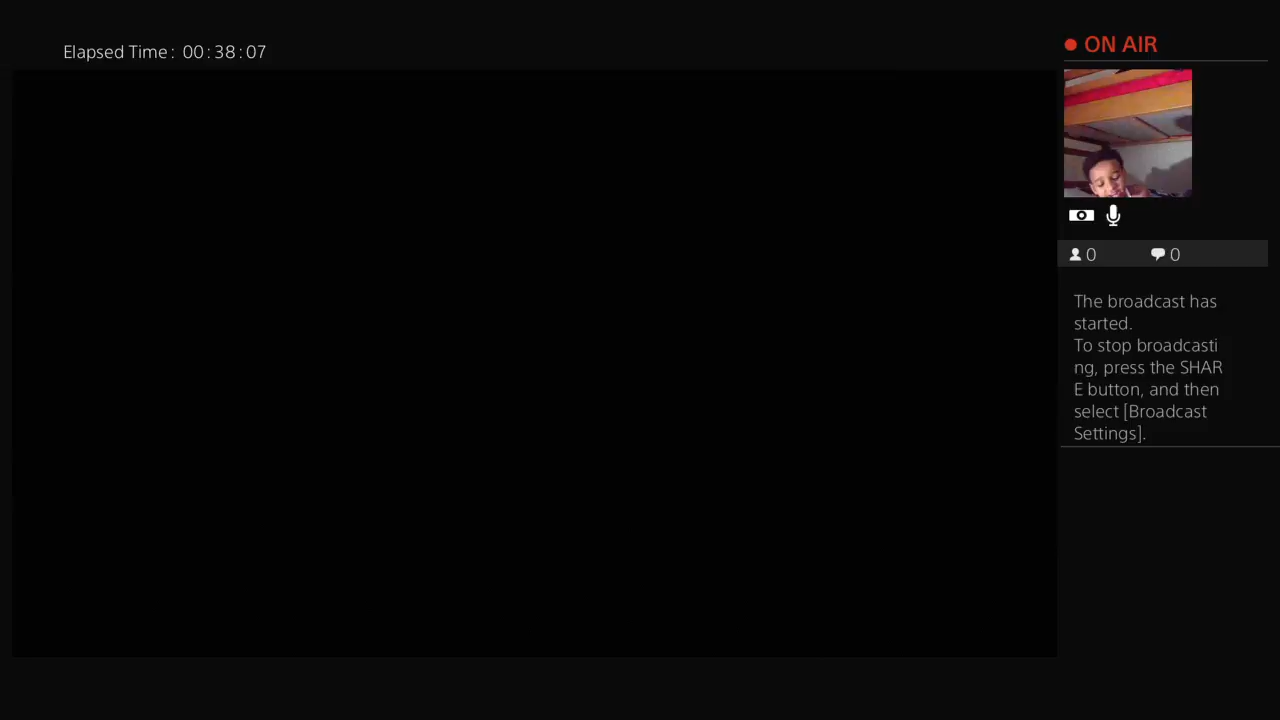 Elapsed Time: 00:38:07
ON AIR
0 0
The broadcast has
started.
To stop broadcasti
ng, press the SHAR
E button, and then
select [Broadcast
Settings].